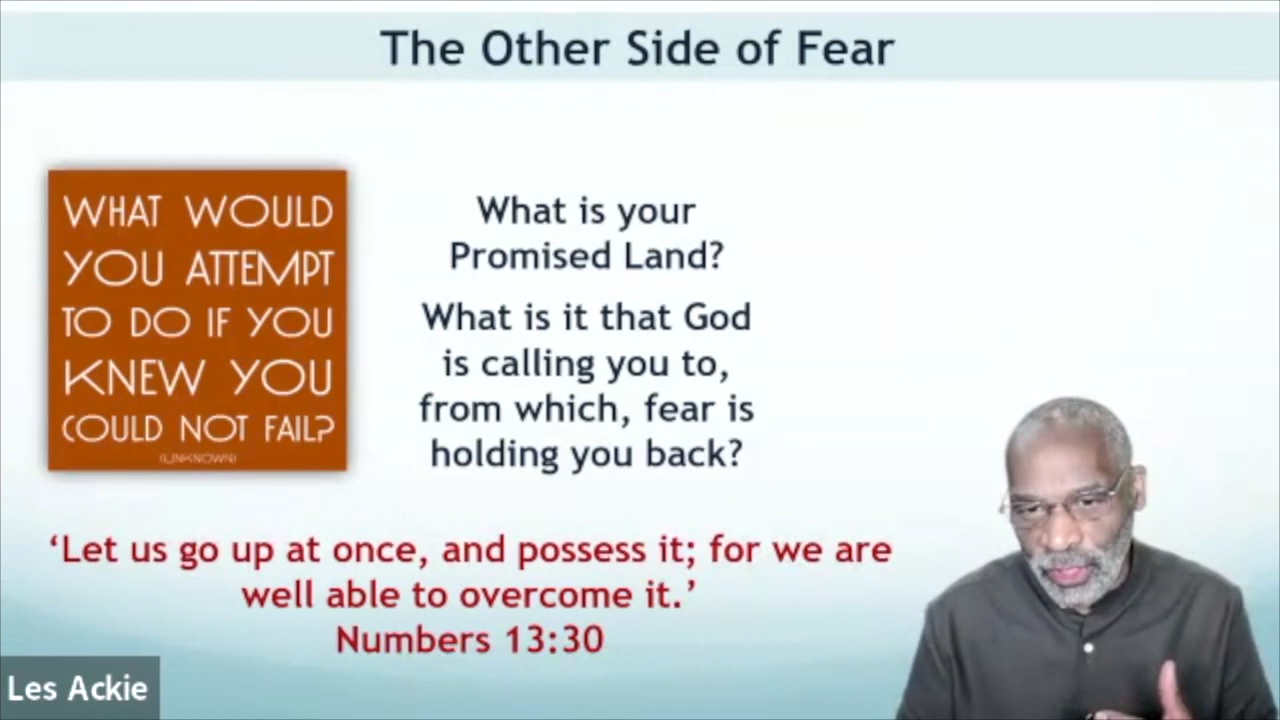 The Other Side of Fear
WHAT WOULD
YOU ATTEMPT
TO DO IF YOU
KNEW YOU
COULD NOT FAIL?
(UNKNOWN)
What is your
Promised Land?
What is it that God
is calling you to,
from which, fear is
holding you back?
‘Let us go up at once, and possess it; for we are
well able to overcome it.’
Numbers 13:30
Les Ackie